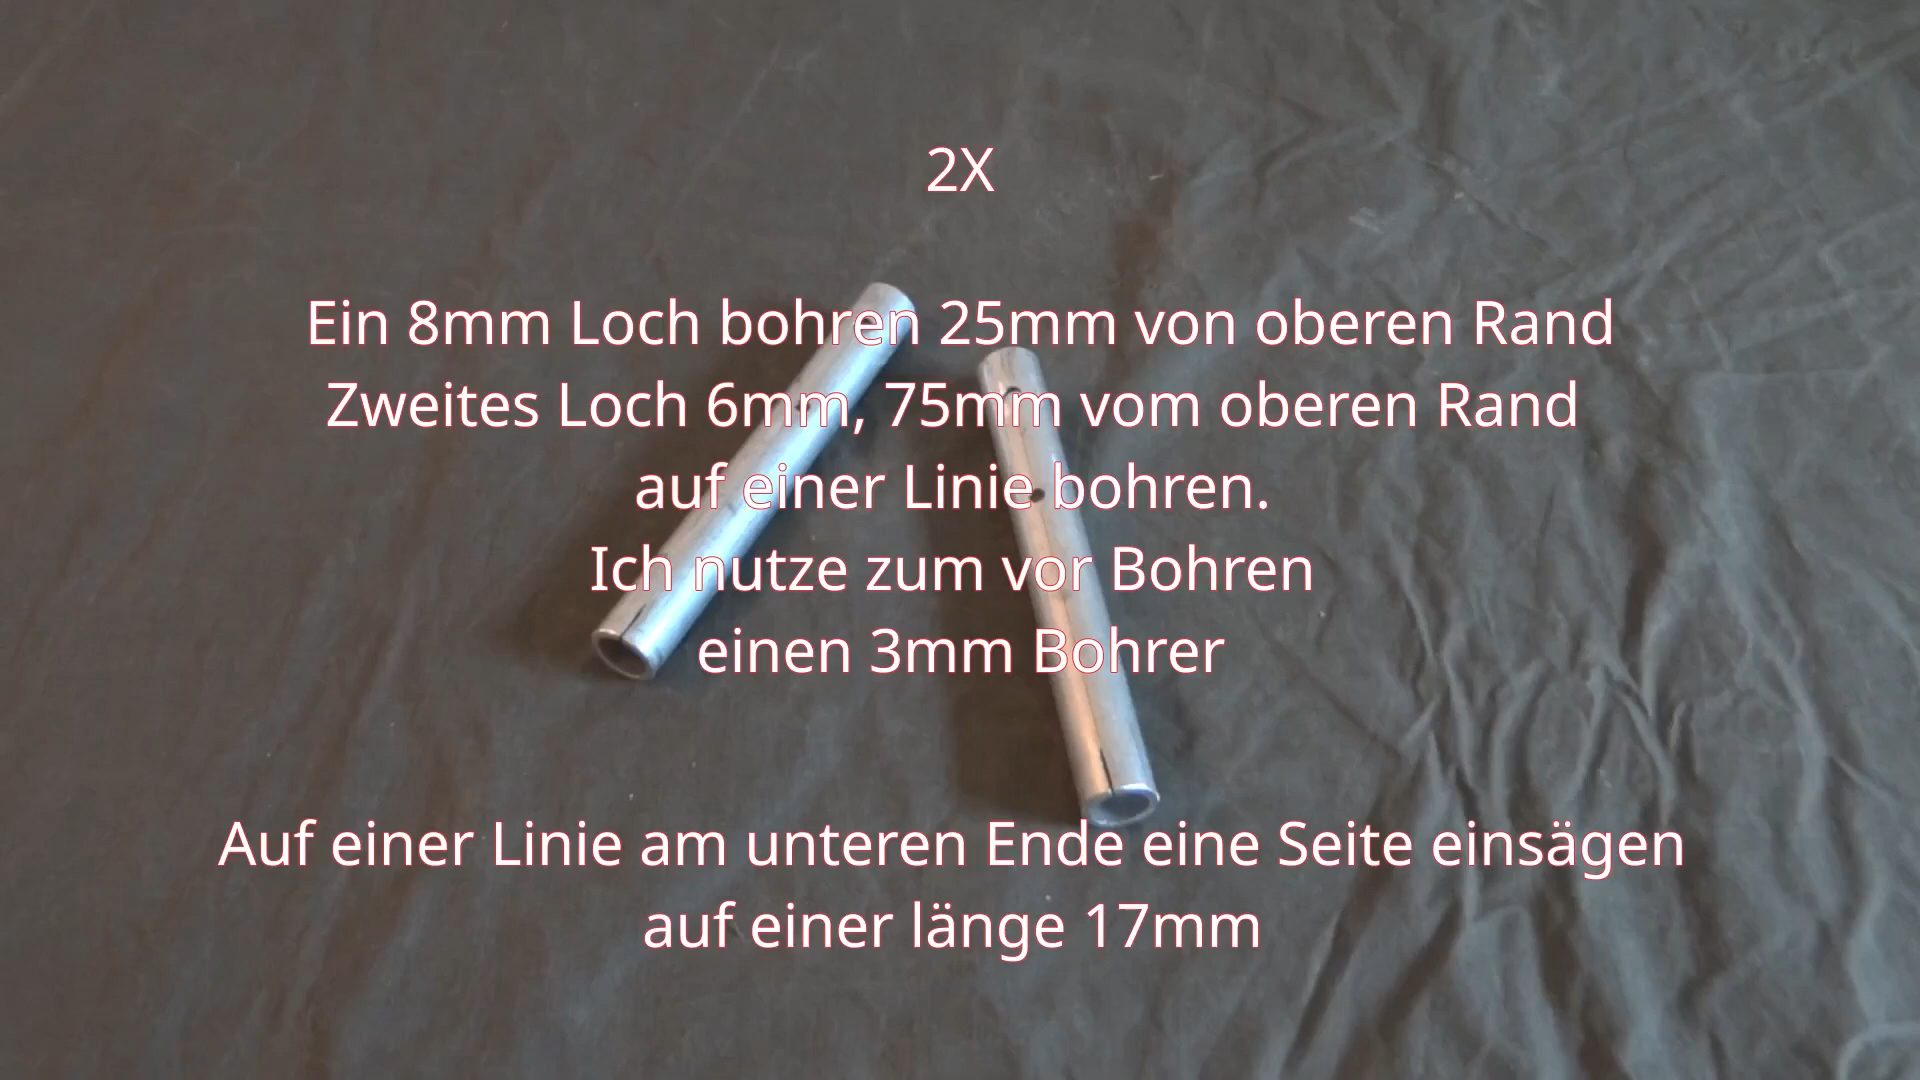 2X
Ein 8mm Loch bohren 25mm von oberen Rand
Zweites Loch 6mm, 75mm vom oberen Rand
auf einer Linie bohren.
Ich nutze zum vor Bohren
einen 3mm Bohrer
Auf einer Linie am unteren Ende eine Seite einsägen
auf einer länge 17mm